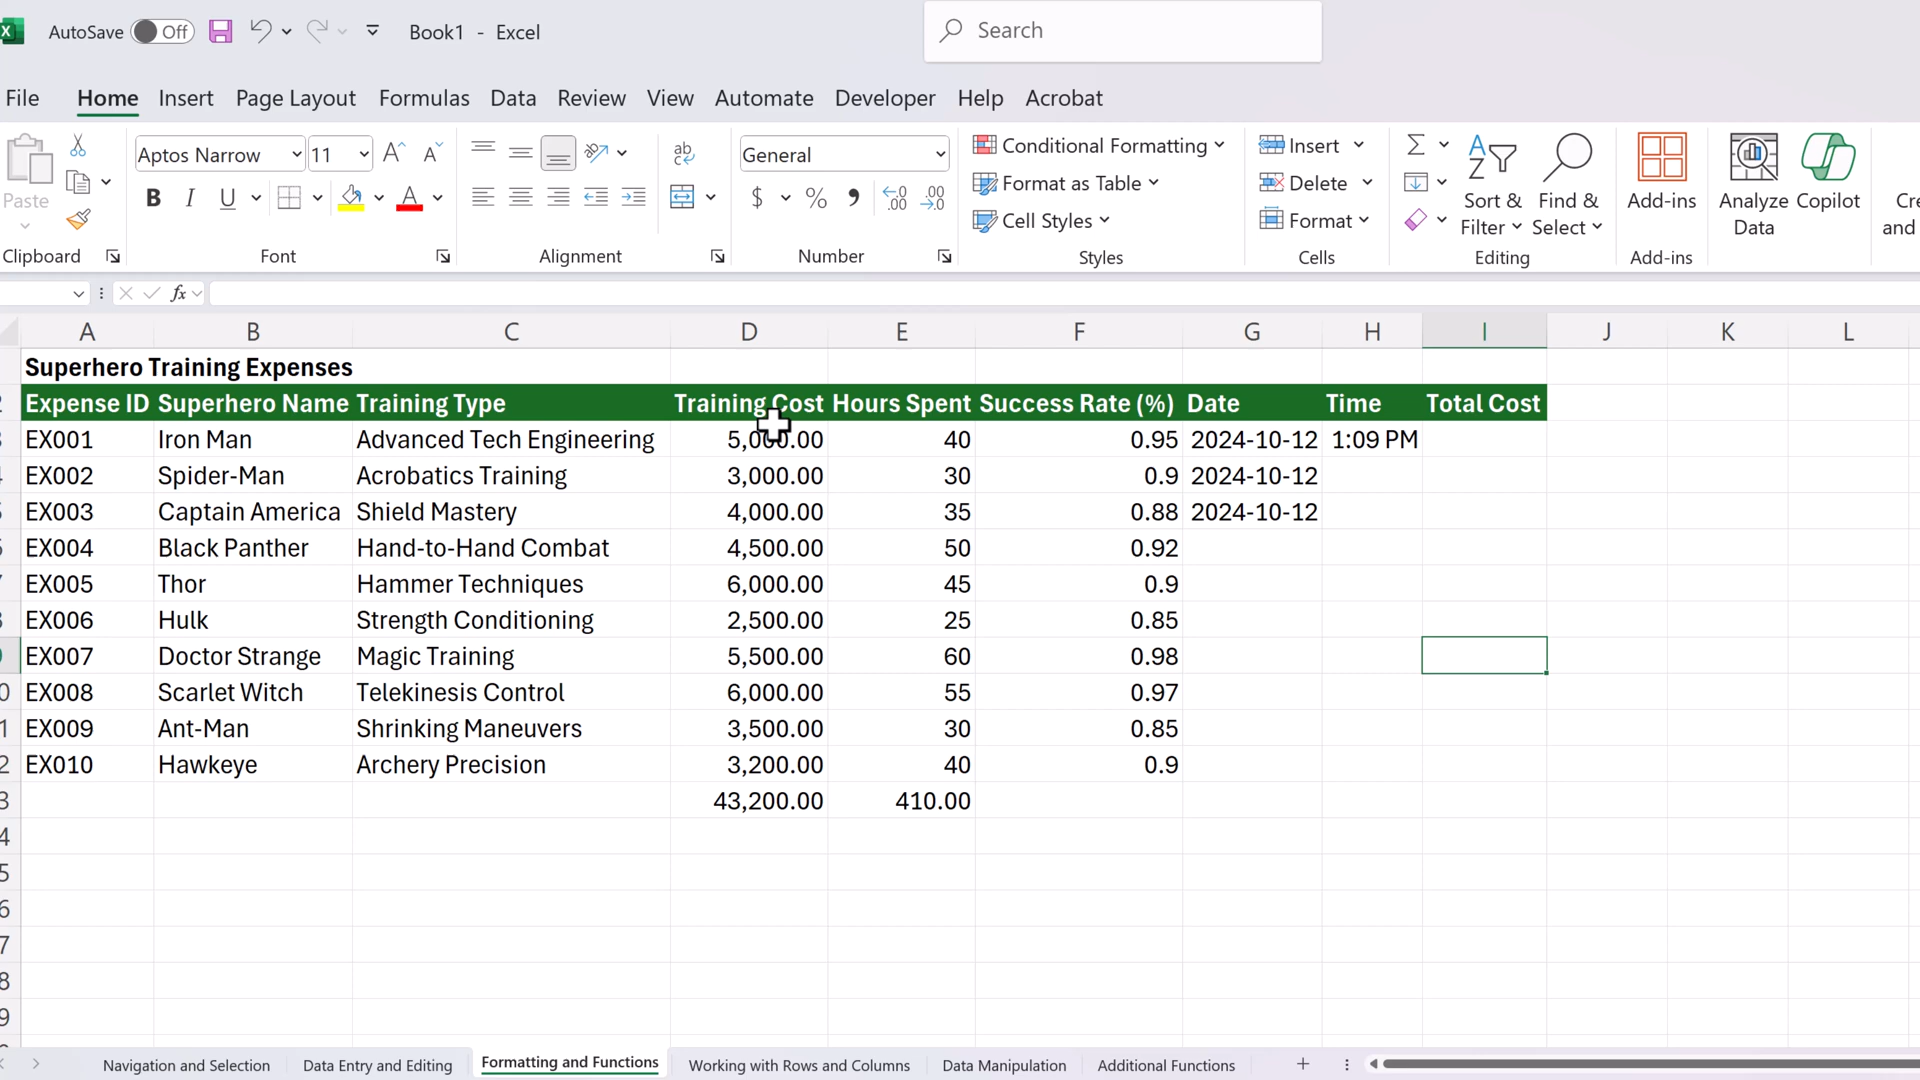 AutoSave Off Book1 - Excel Search
File Home Insert Page Layout Formulas Data Review View Automate Developer Help Acrobat
Paste Aptos Narrow 11 A A ab General Conditional Formatting Insert
B I U A $ % Format as Table Delete
Cell Styles Format
Sort & Filter Find & Select Add-ins Analyze Data Copilot
Clipboard Font Alignment Number Styles Cells Editing Add-ins
fx
A B C D E F G H I J K L
Superhero Training Expenses
Expense ID Superhero Name Training Type Training Cost Hours Spent Success Rate (%) Date Time Total Cost
EX001 Iron Man Advanced Tech Engineering 5,000.00 40 0.95 2024-10-12 1:09 PM
EX002 Spider-Man Acrobatics Training 3,000.00 30 0.9 2024-10-12
EX003 Captain America Shield Mastery 4,000.00 35 0.88 2024-10-12
EX004 Black Panther Hand-to-Hand Combat 4,500.00 50 0.92
EX005 Thor Hammer Techniques 6,000.00 45 0.9
EX006 Hulk Strength Conditioning 2,500.00 25 0.85
EX007 Doctor Strange Magic Training 5,500.00 60 0.98
EX008 Scarlet Witch Telekinesis Control 6,000.00 55 0.97
EX009 Ant-Man Shrinking Maneuvers 3,500.00 30 0.85
EX010 Hawkeye Archery Precision 3,200.00 40 0.9
43,200.00 410.00
Navigation and Selection Data Entry and Editing Formatting and Functions Working with Rows and Columns Data Manipulation Additional Functions